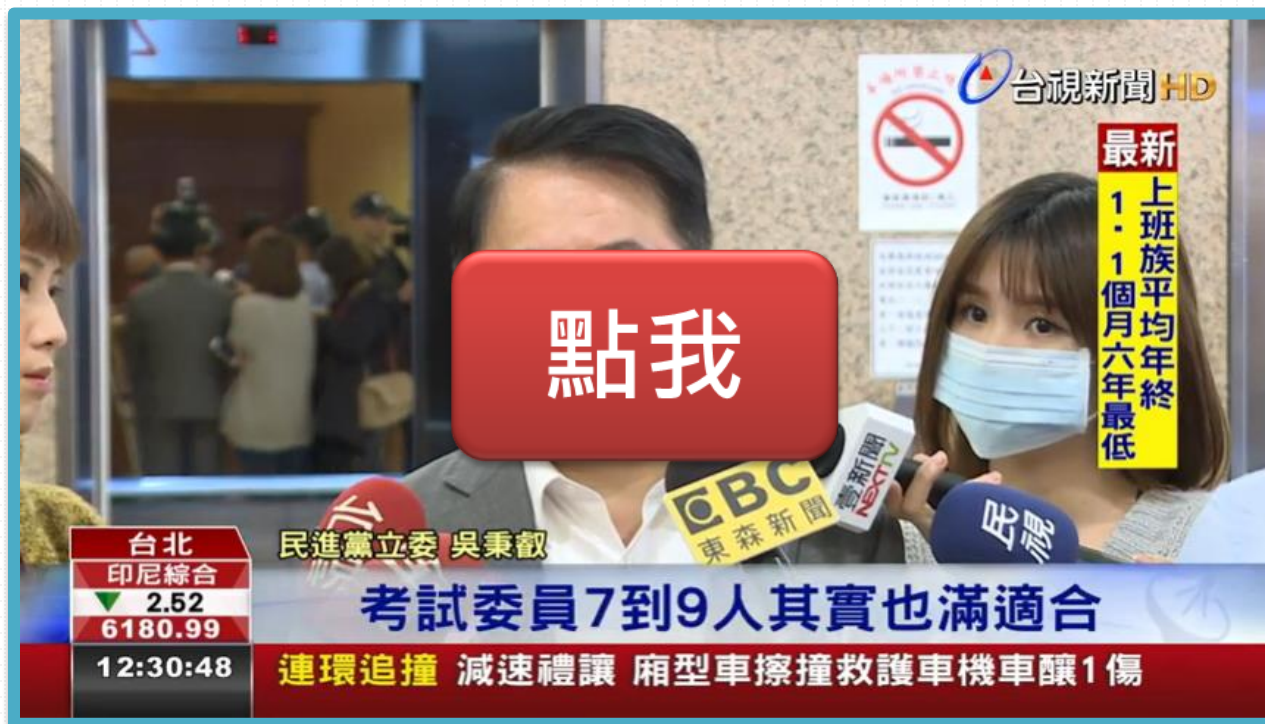 台視新聞 HD
最新
上班族平均年終
1.1個月六年最低
點我
EBC
東森新聞
壹新聞
NEXTTV
民視
台北
印尼綜合
▼ 2.52
6180.99
12:30:48
民進黨立委 吳秉叡
考試委員7到9人其實也滿適合
連環追撞 減速禮讓 廂型車擦撞救護車機車釀1傷